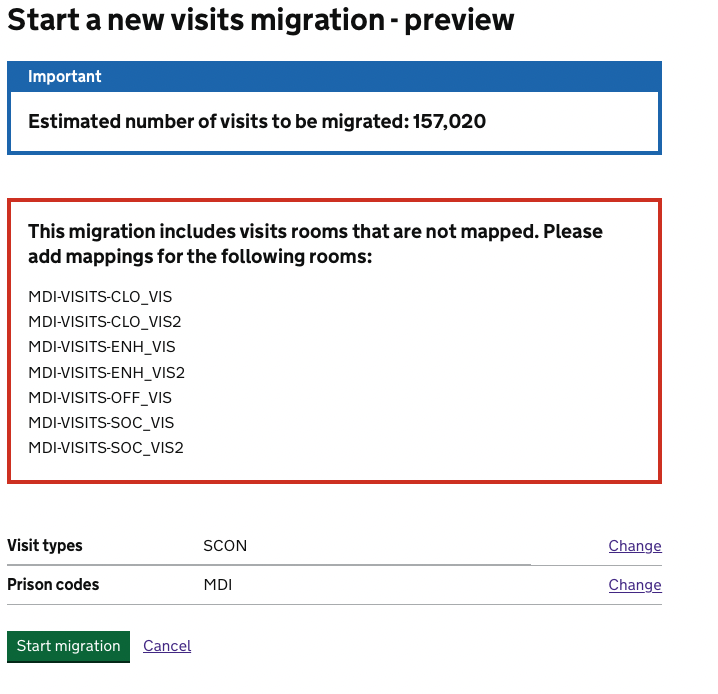 Start a new visits migration - preview
Important
Estimated number of visits to be migrated: 157,020
This migration includes visits rooms that are not mapped. Please
add mappings for the following rooms:
MDI-VISITS-CLO_VIS
MDI-VISITS-CLO_VIS2
MDI-VISITS-ENH_VIS
MDI-VISITS-ENH_VIS2
MDI-VISITS-OFF_VIS
MDI-VISITS-SOC_VIS
MDI-VISITS-SOC_VIS2
Visit types SCON Change
Prison codes MDI Change
Start migration Cancel